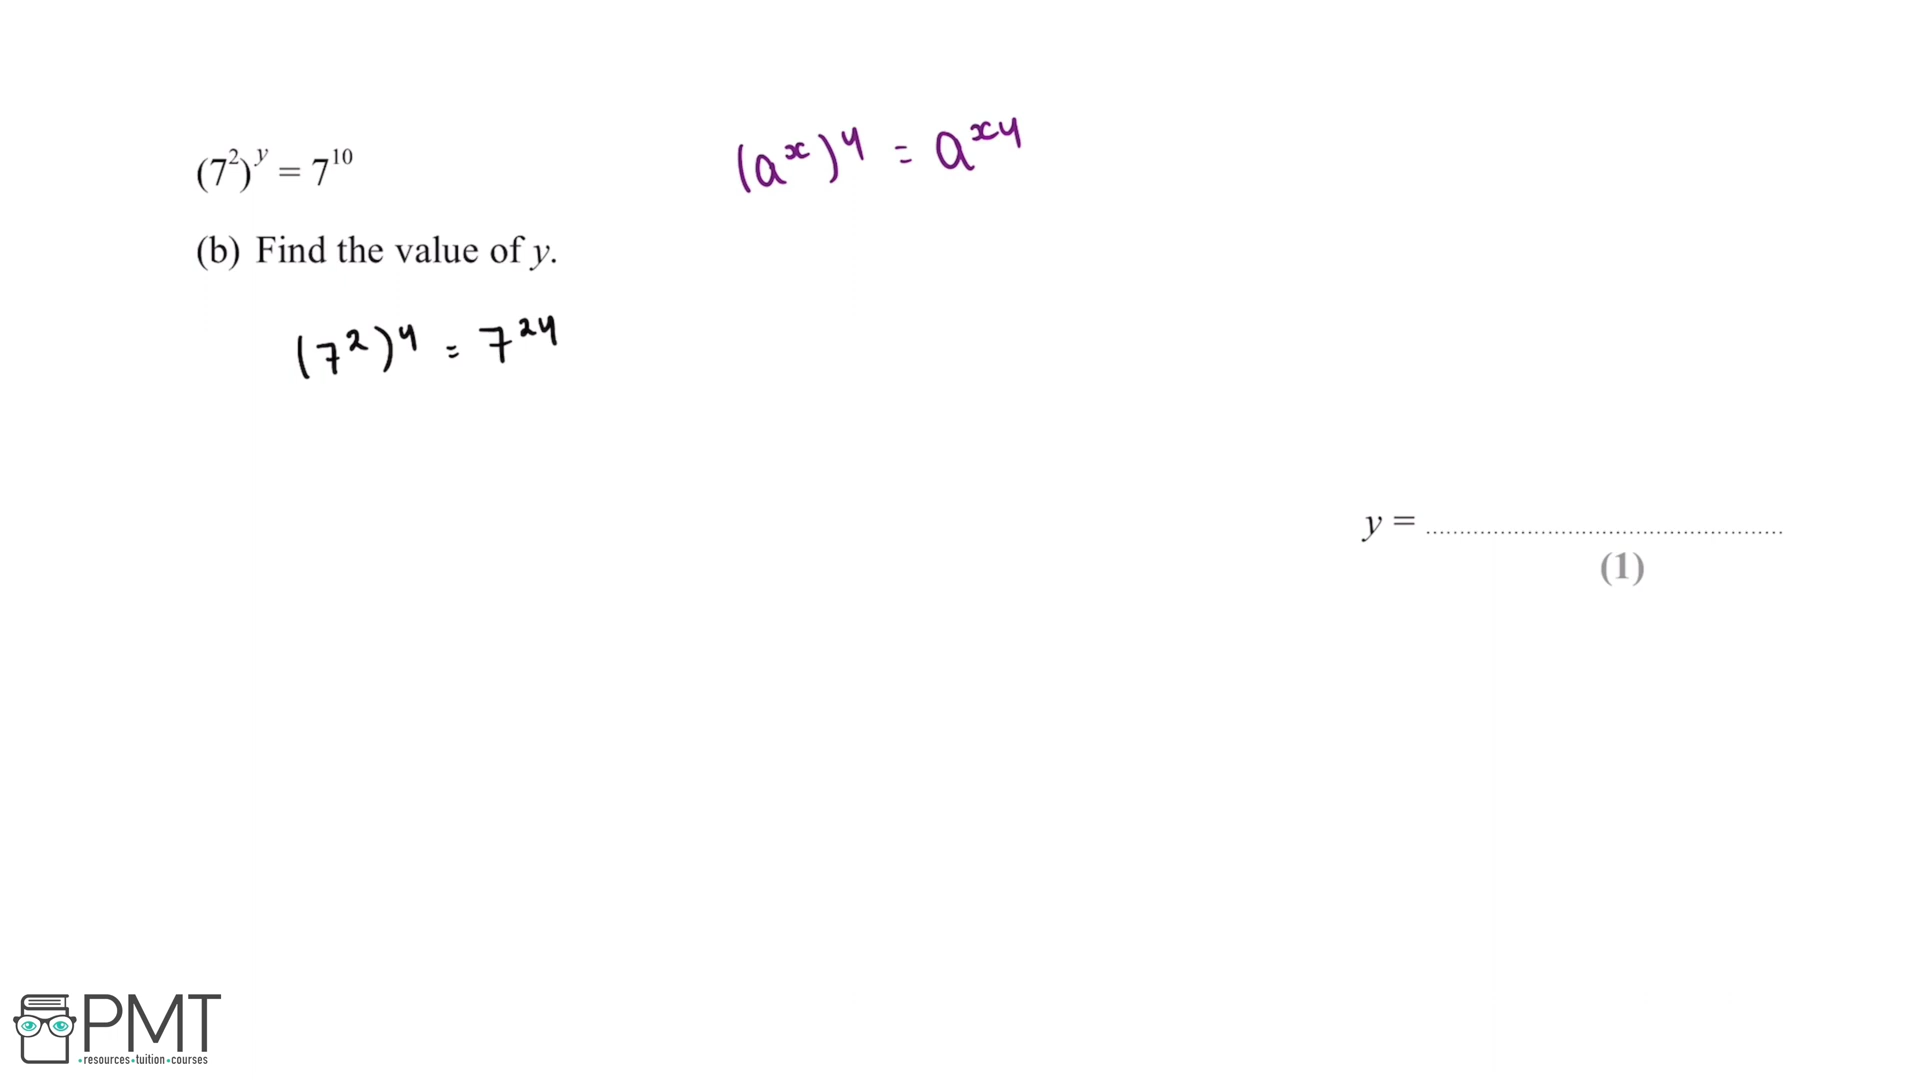 (7²)ʸ = 7¹⁰
(aˣ)ʸ = aˣʸ
(b) Find the value of y.
(7²)ʸ = 7²ʸ
y = ........................................................
(1)
PMT
•resources•tuition•courses